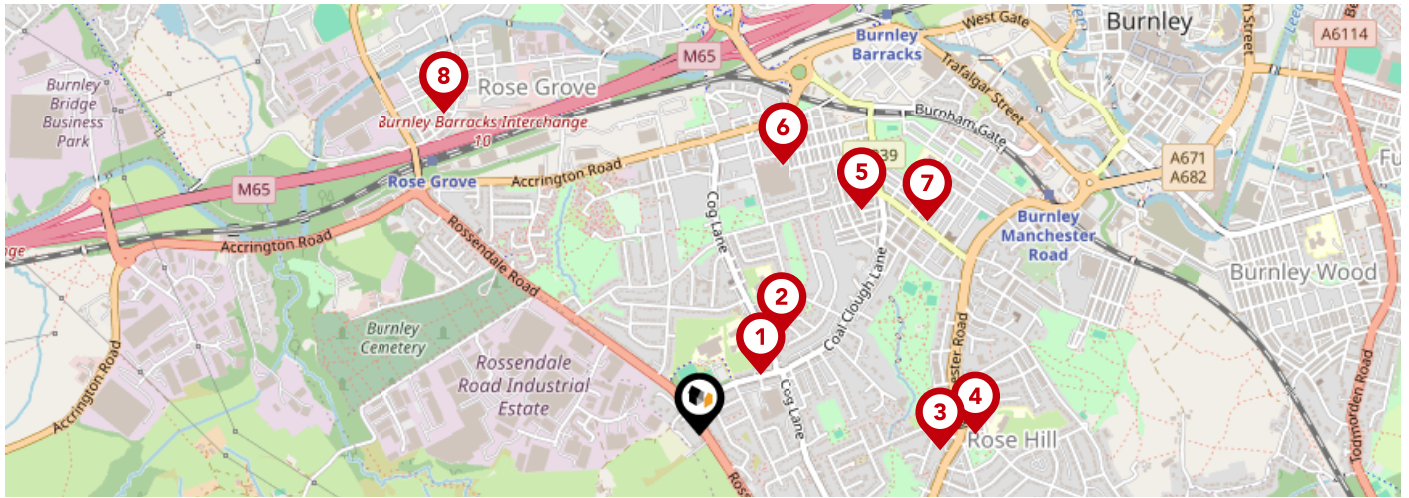 Burnley
West Gate
Burnley
Barracks
A6114
M65
Trafalgar Street
8
Rose Grove
Burnley
Bridge
Business
Park
Burnley Barracks Interchange
10
6
Burnham Gate
A671
A682
Accrington Road
Rose Grove
M65
5
7
Cog Lane
Burnley
Manchester
Road
Accrington Road
Rossendale Road
Burnley Wood
2
Coal Clough Lane
1
Burnley
Cemetery
Rossendale
Road Industrial
Estate
Accrington Road
Cog Lane
3
4
Rose Hill
Todmorden Road